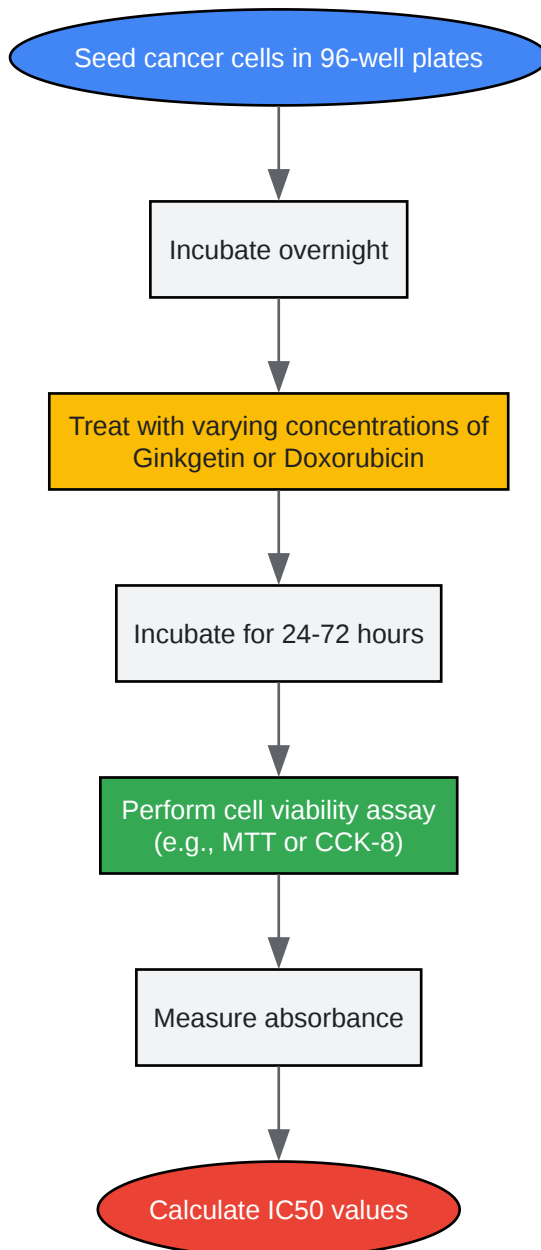 Seed cancer cells in 96-well plates
Incubate overnight
Treat with varying concentrations of
Ginkgetin or Doxorubicin
Incubate for 24-72 hours
Perform cell viability assay
(e.g., MTT or CCK-8)
Measure absorbance
Calculate IC50 values